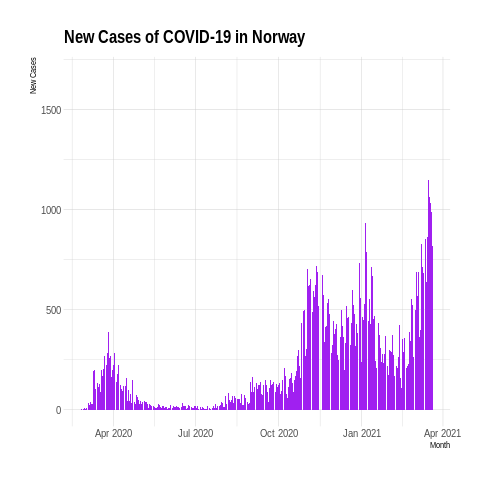 New Cases of COVID-19 in Norway
New Cases
1500
1000
500
0
Apr 2020
Jul 2020
Oct 2020
Jan 2021
Apr 2021
Month